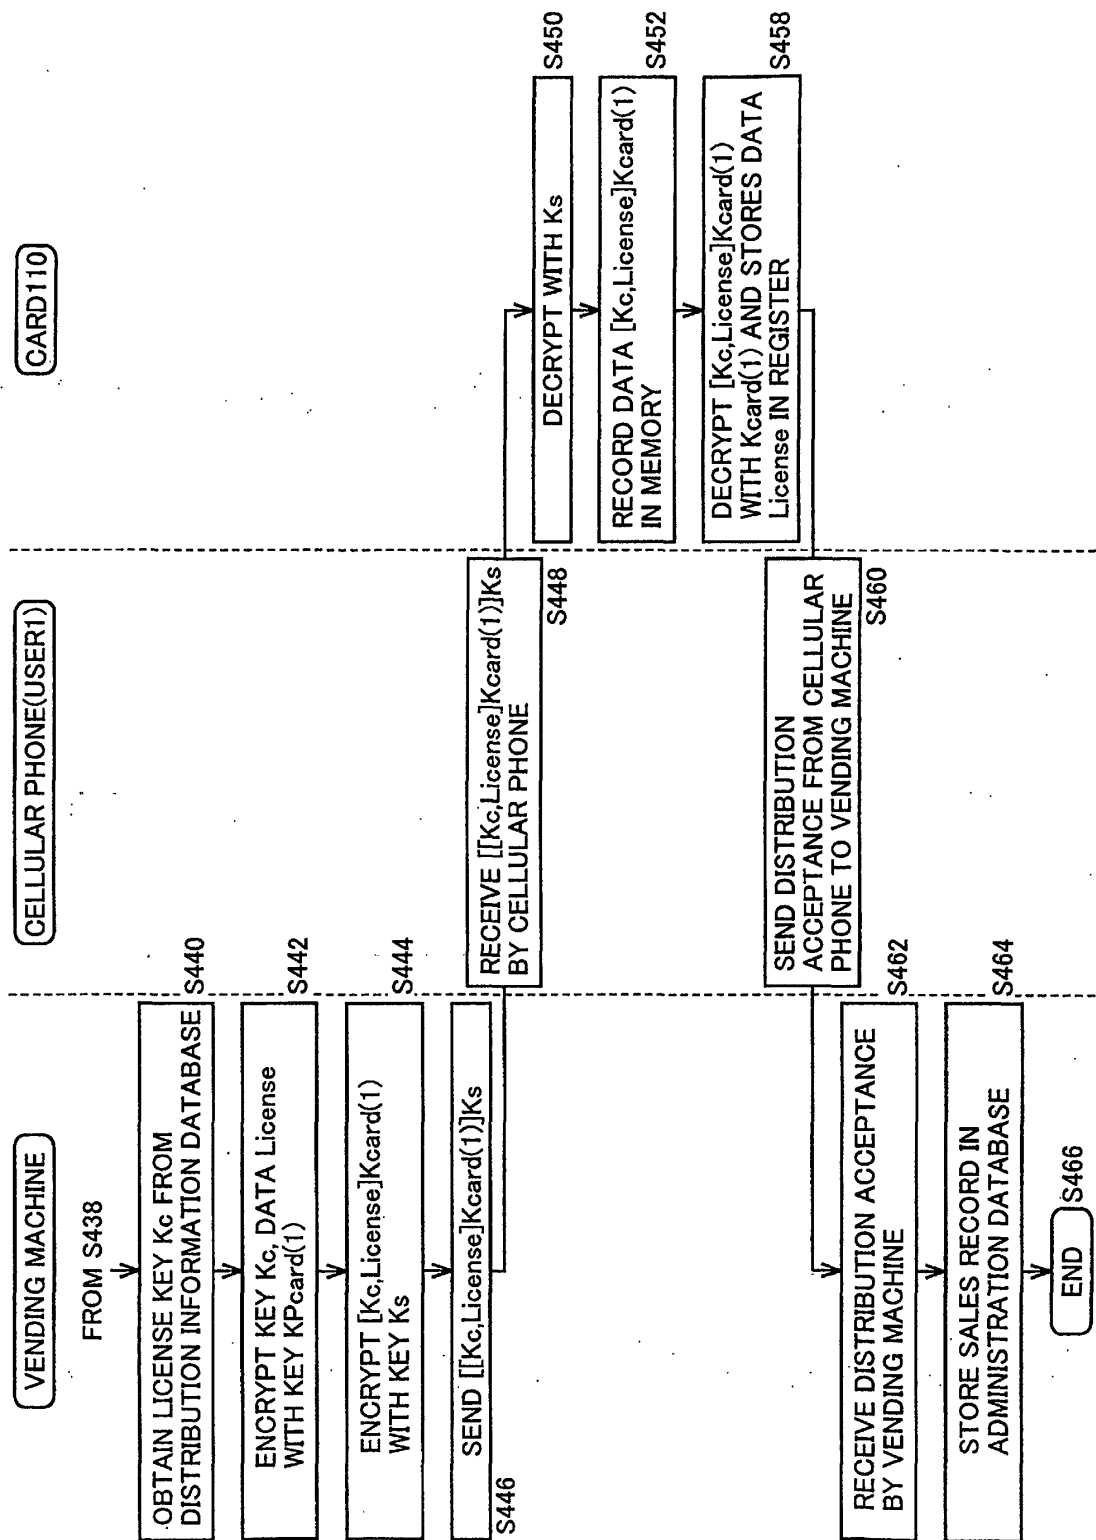 VENDING MACHINE
CELLULAR PHONE(USER1)
CARD110
FROM S438
OBTAIN LICENSE KEY Kc FROM
DISTRIBUTION INFORMATION DATABASE
S440
ENCRYPT KEY Kc, DATA License
WITH KEY KPcard(1)
S442
ENCRYPT [Kc,License]Kcard(1)
WITH KEY Ks
S444
SEND [[Kc,License]Kcard(1)]Ks
S446
RECEIVE [[Kc,License]Kcard(1)]Ks
BY CELLULAR PHONE
S448
DECRYPT WITH Ks
S450
RECORD DATA [Kc,License]Kcard(1)
IN MEMORY
S452
DECRYPT [Kc,License]Kcard(1)
WITH Kcard(1) AND STORES DATA
License IN REGISTER
S458
SEND DISTRIBUTION
ACCEPTANCE FROM CELLULAR
PHONE TO VENDING MACHINE
S460
RECEIVE DISTRIBUTION ACCEPTANCE
BY VENDING MACHINE
S462
STORE SALES RECORD IN
ADMINISTRATION DATABASE
S464
END
S466